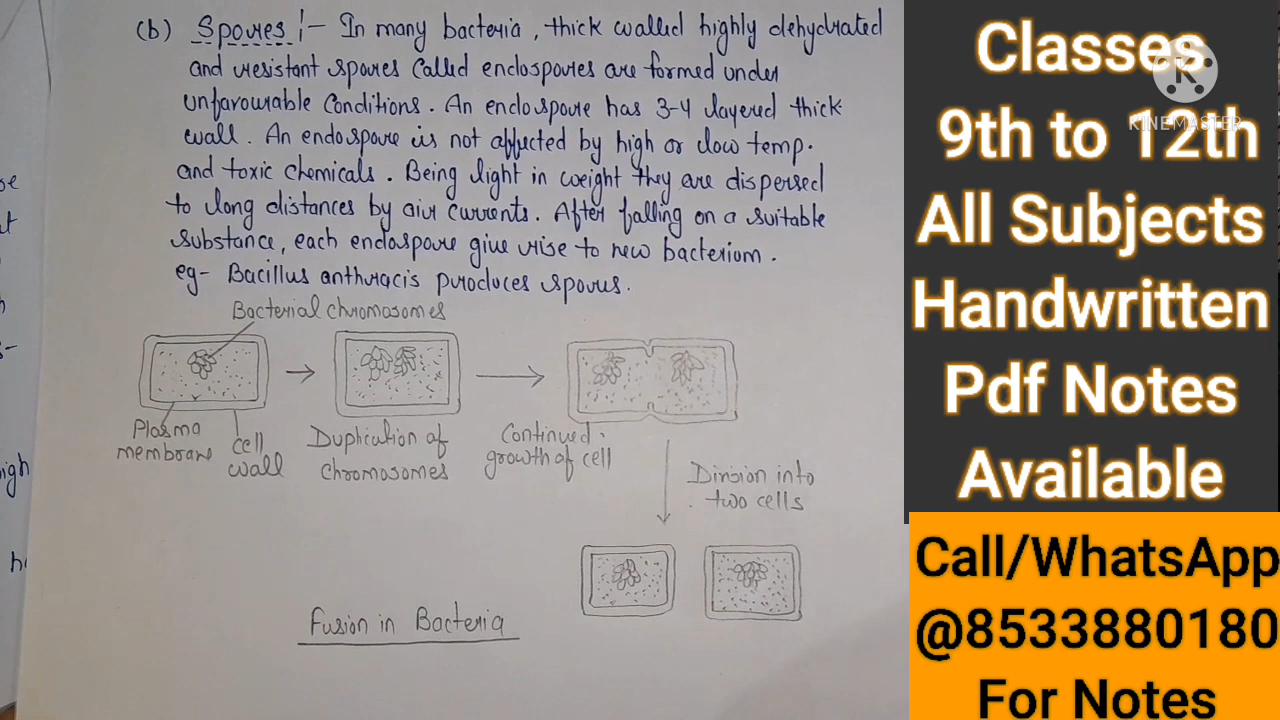 (b) Spores :- In many bacteria, thick walled highly dehydrated
and resistant spores called endospores are formed under
unfavourable conditions. An endospore has 3-4 layered thick
wall. An endospore is not affected by high or low temp.
and toxic chemicals. Being light in weight they are dispersed
to long distances by air currents. After falling on a suitable
substance, each endospore give rise to new bacterium.
eg- Bacillus anthracis produces spores.
Bacterial chromosomes
Plasma
membrane
cell
wall
Duplication of
chromosomes
Continued
growth of cell
Division into
two cells
Fusion in Bacteria
Classes
9th to 12th
All Subjects
Handwritten
Pdf Notes
Available
Call/WhatsApp
@8533880180
For Notes
K
KINEMASTER